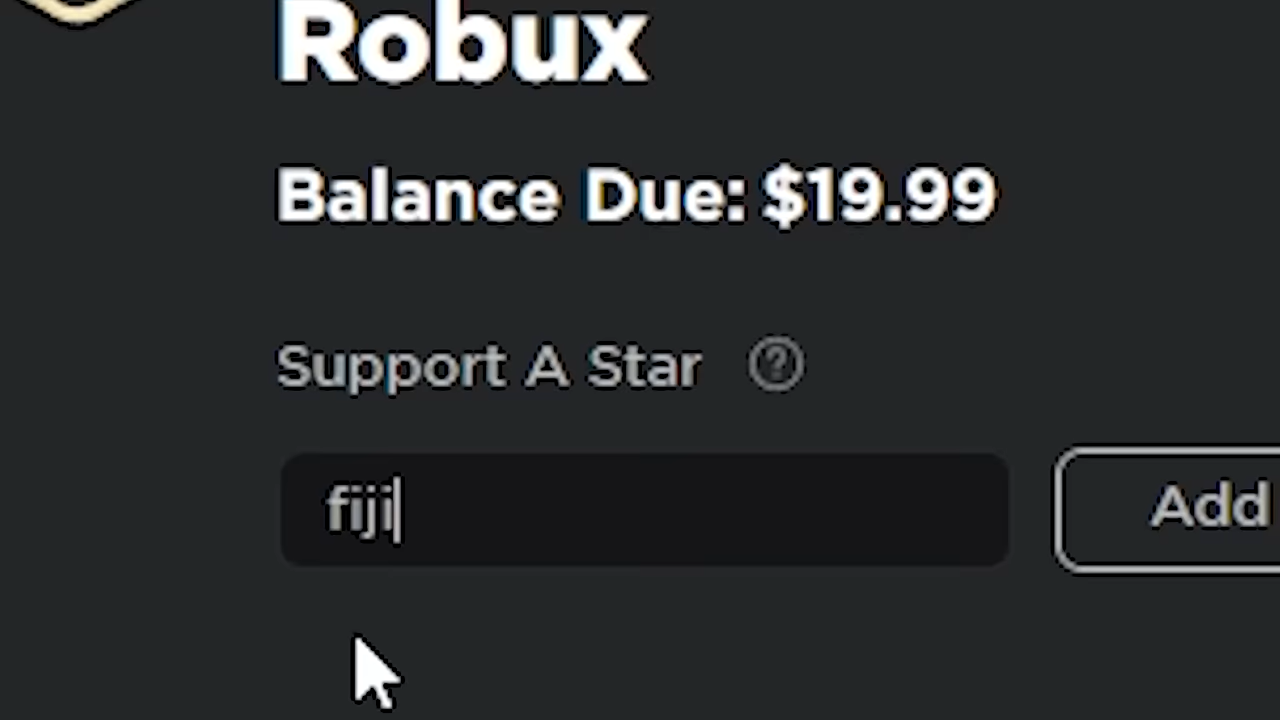 Robux
Balance Due: $19.99
Support A Star ?
fiji
Add